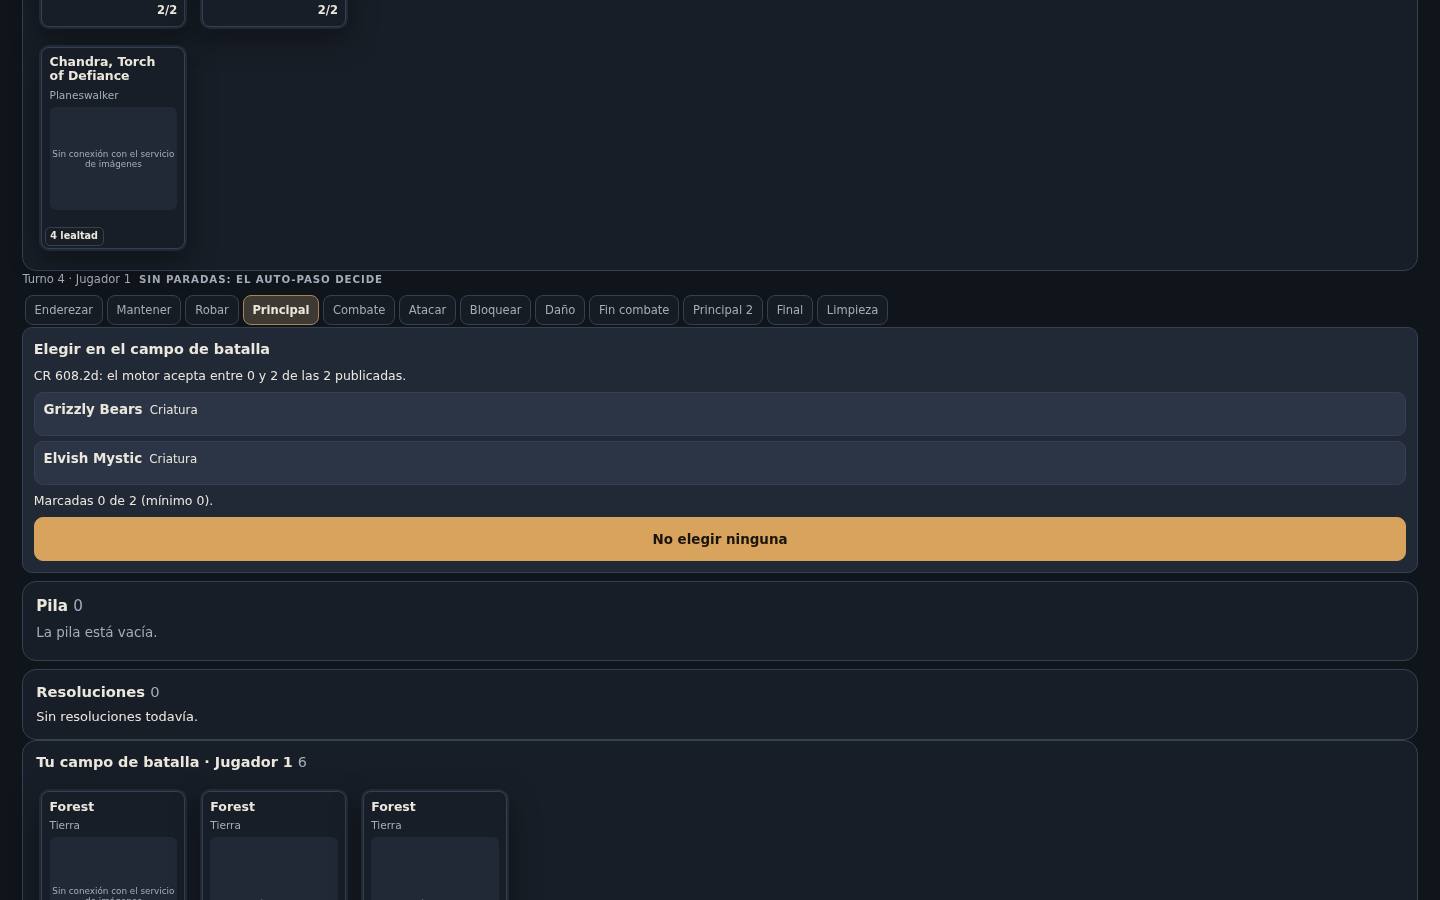 2/2
2/2
Chandra, Torch
of Defiance
Planeswalker
Sin conexión con el servicio
de imágenes
4 lealtad
Turno 4 · Jugador 1 SIN PARADAS: EL AUTO-PASO DECIDE
Enderezar Mantener Robar Principal Combate Atacar Bloquear Daño Fin combate Principal 2 Final Limpieza
Elegir en el campo de batalla
CR 608.2d: el motor acepta entre 0 y 2 de las 2 publicadas.
Grizzly Bears Criatura
Elvish Mystic Criatura
Marcadas 0 de 2 (mínimo 0).
No elegir ninguna
Pila 0
La pila está vacía.
Resoluciones 0
Sin resoluciones todavía.
Tu campo de batalla · Jugador 1 6
Forest
Tierra
Sin conexión con el servicio
Forest
Tierra
Forest
Tierra